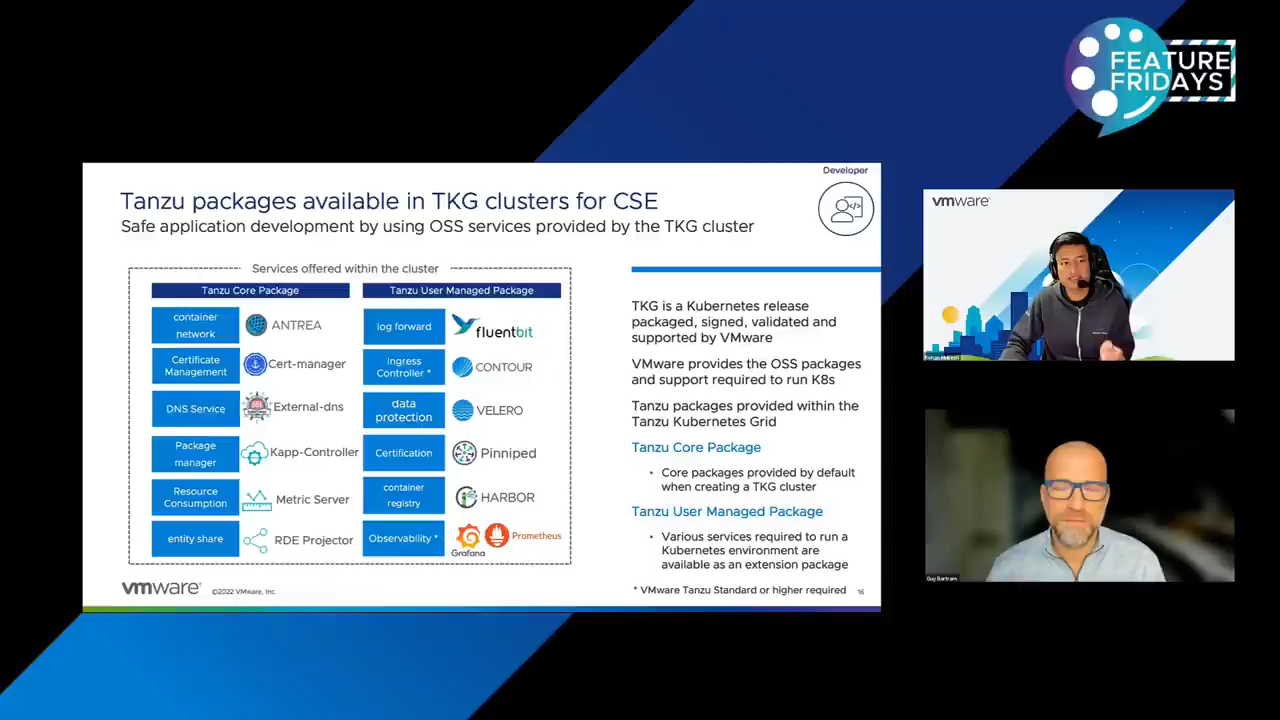 FEATURE
FRIDAYS
Developer
Tanzu packages available in TKG clusters for CSE
Safe application development by using OSS services provided by the TKG cluster
Services offered within the cluster
Tanzu Core Package
container
network
ANTREA
Certificate
Management
Cert-manager
DNS Service
External-dns
Package
manager
Kapp-Controller
Resource
Consumption
Metric Server
entity share
RDE Projector
Tanzu User Managed Package
log forward
fluentbit
Ingress
Controller *
CONTOUR
data
protection
VELERO
Certification
Pinniped
container
registry
HARBOR
Observability *
Grafana
Prometheus
TKG is a Kubernetes release
packaged, signed, validated and
supported by VMware
VMware provides the OSS packages
and support required to run K8s
Tanzu packages provided within the
Tanzu Kubernetes Grid
Tanzu Core Package
• Core packages provided by default
when creating a TKG cluster
Tanzu User Managed Package
• Various services required to run a
Kubernetes environment are
available as an extension package
* VMware Tanzu Standard or higher required
16
vmware®
©2022 VMware, Inc.
vmware®
Guy Bartram